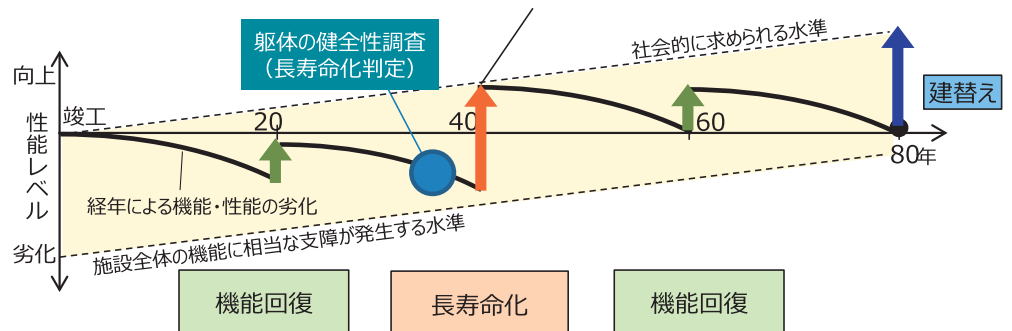 躯体の健全性調査
（長寿命化判定）
社会的に求められる水準
向上
竣工
20
40
60
建替え
性能レベル
80年
経年による機能・性能の劣化
劣化
施設全体の機能に相当な支障が発生する水準
機能回復
長寿命化
機能回復